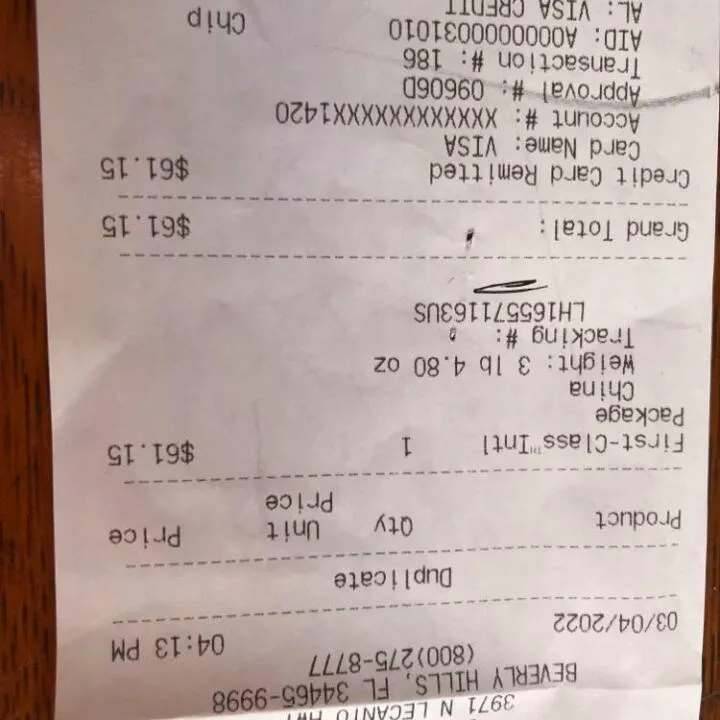 3971 N LECANTO HWY
BEVERLY HILLS, FL 34465-9998
(800)275-8777
03/04/2022 04:13 PM
Duplicate
Product Qty Unit Price
Price
First-Class™ Intl 1 $61.15
Package
China
Weight: 3 lb 4.80 oz
Tracking #:
LH165571163US
Grand Total: $61.15
Credit Card Remitted $61.15
Card Name: VISA
Account #: XXXXXXXXXXXX1420
Approval #: 09606D
Transaction #: 186
AID: A0000000031010 Chip
AL: VISA CREDIT